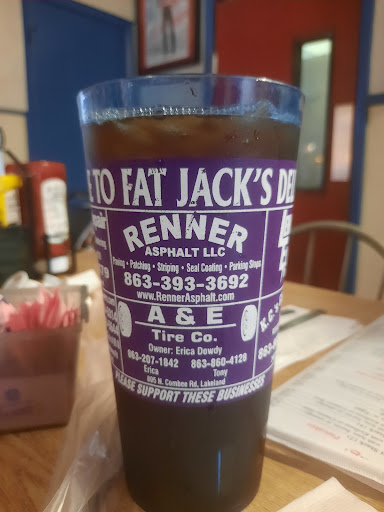 TO FAT JACK'S
RENNER
ASPHALT LLC
Paving • Patching • Striping • Seal Coating • Parking Stops
863-393-3692
www.RennerAsphalt.com
A & E
Tire Co.
Owner: Erica Dewdy
863-207-1842 863-860-4128
Erica Tony
805 N. Combee Rd, Lakeland
PLEASE SUPPORT THESE BUSINESSES